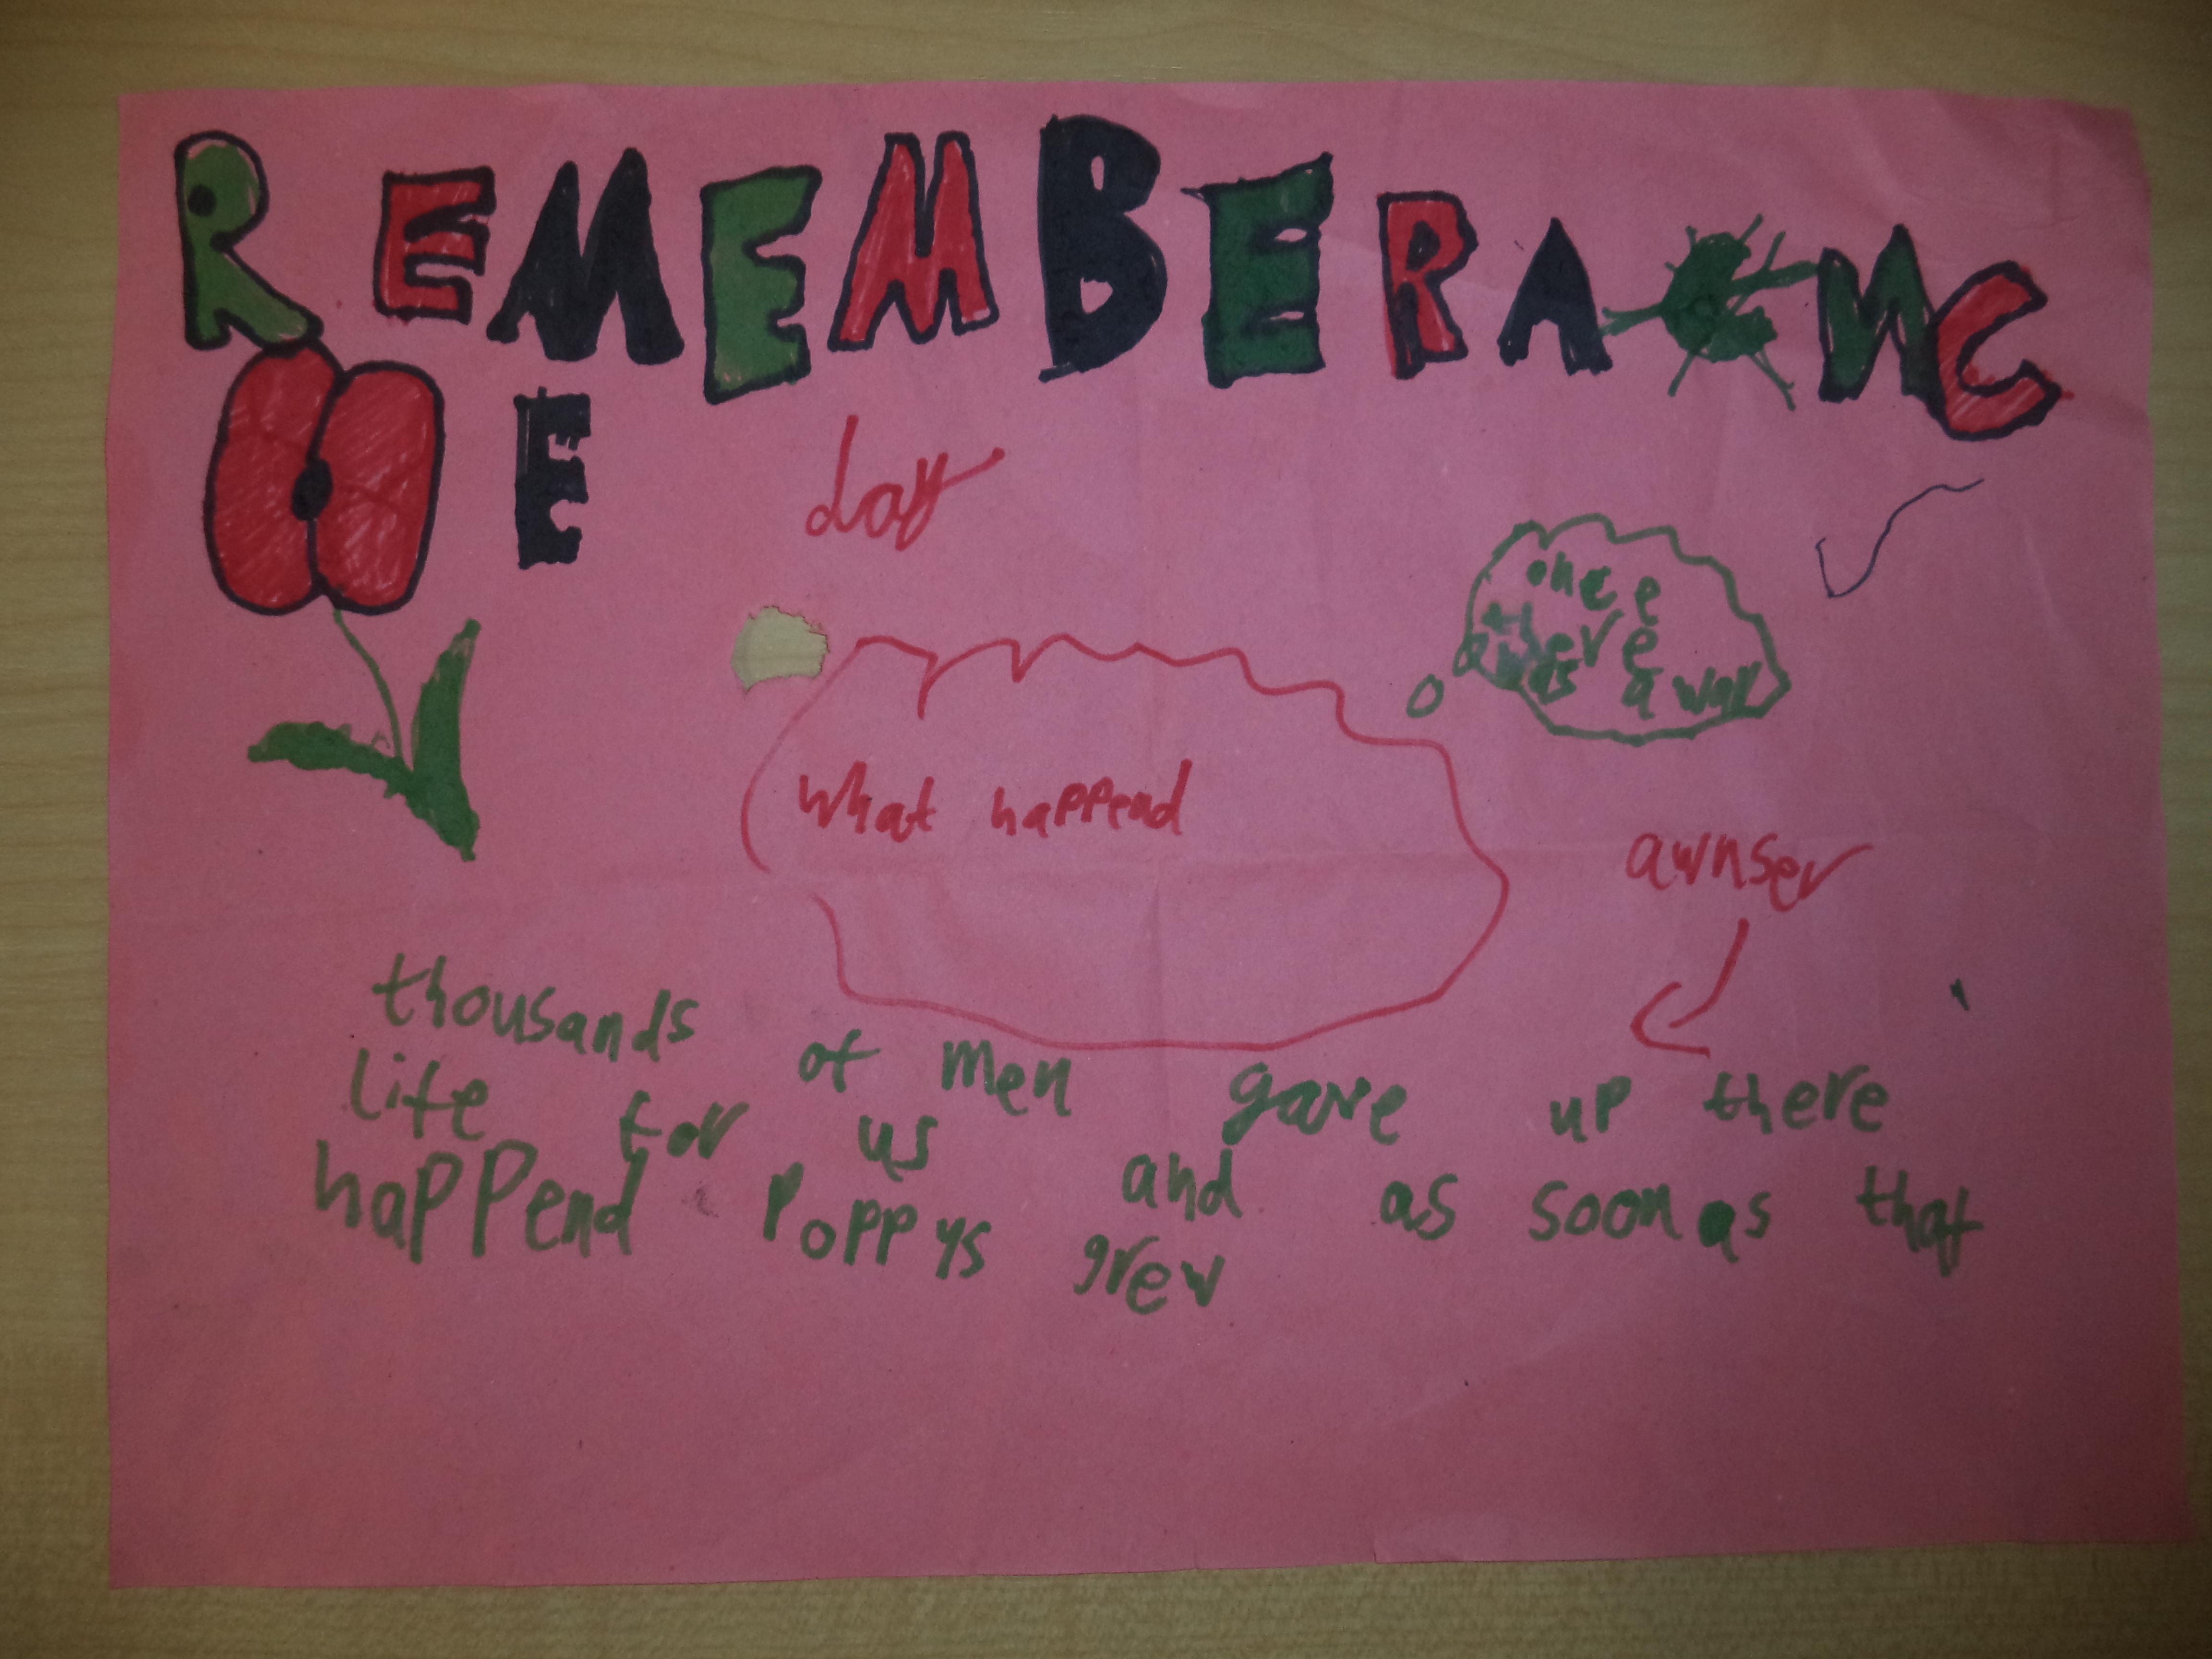 REMEMBERANC
E
day
once
there
was a war
what happend
awnser
thousands of men gave up there
life for us and as soon as that
happend poppys grew